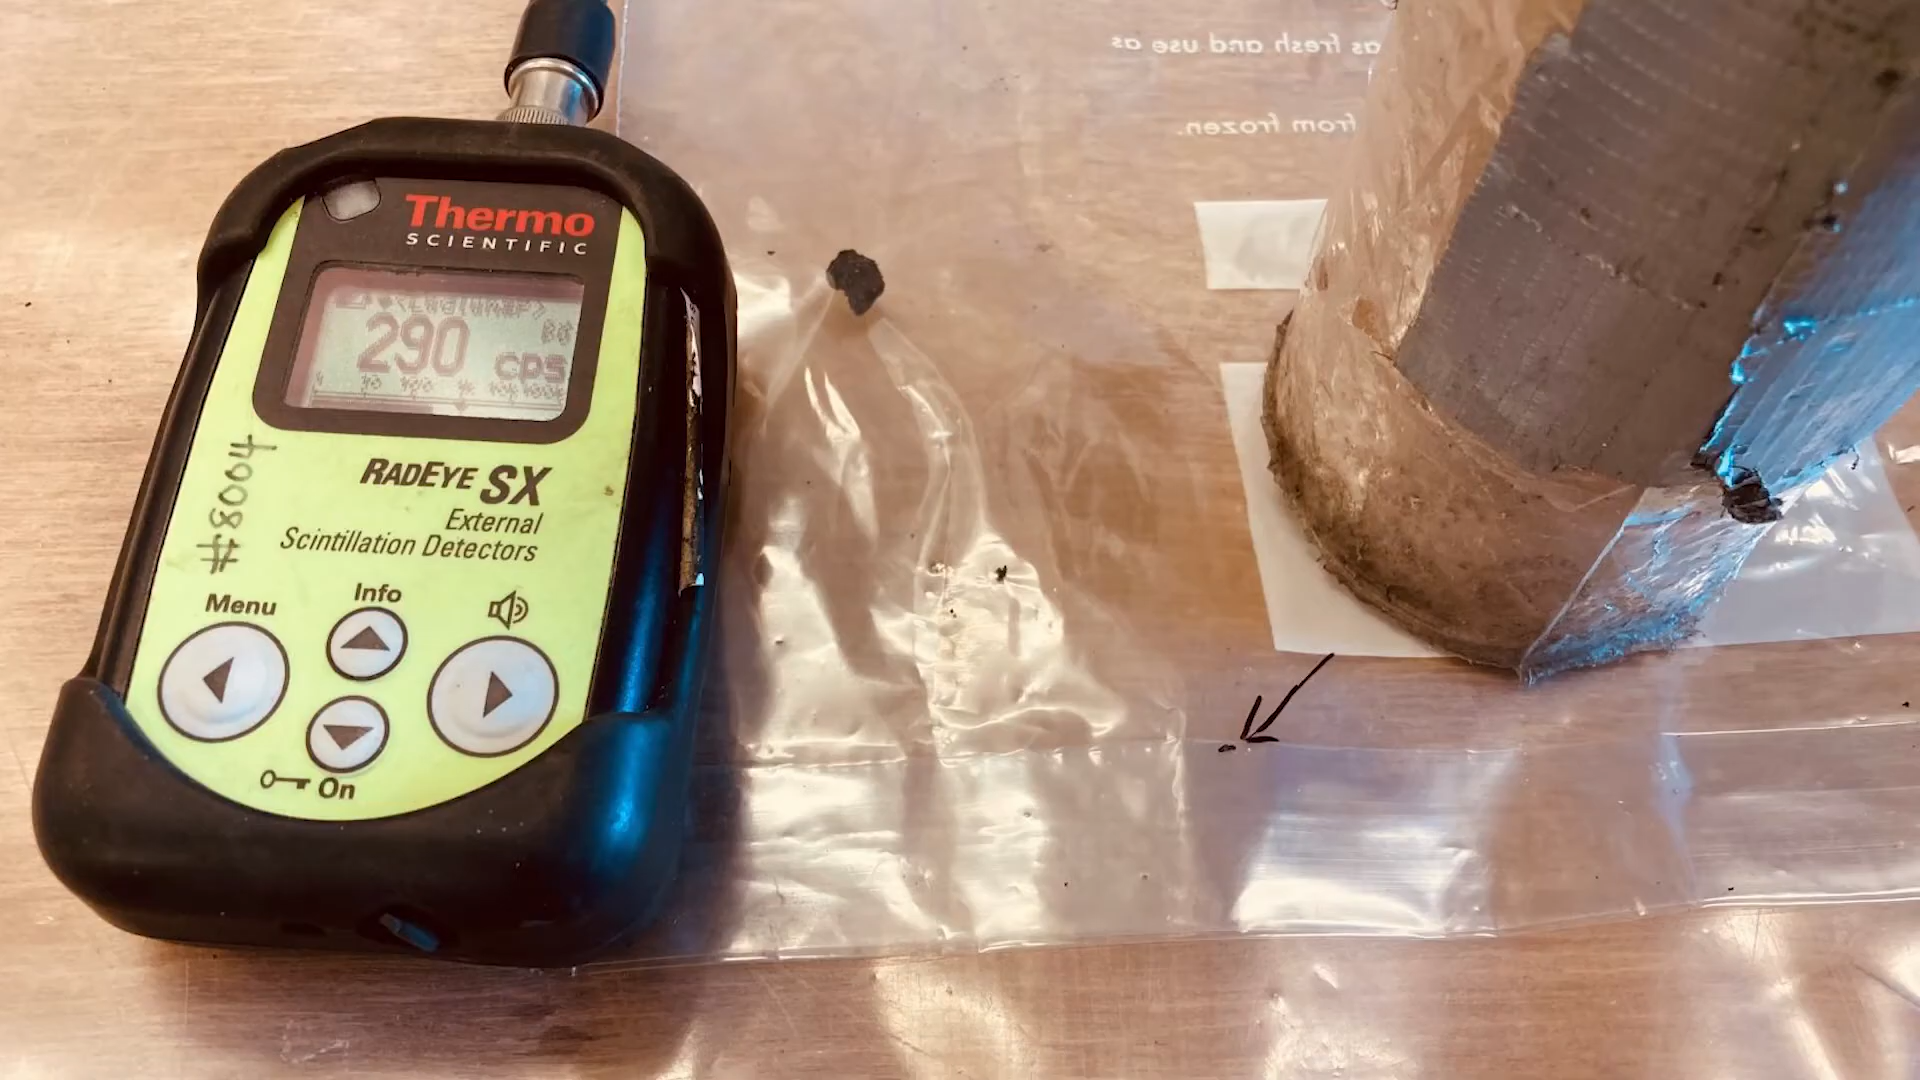 as fresh and use as
from frozen.
Thermo
SCIENTIFIC
290 cps
#8004
RADEYE SX
External
Scintillation Detectors
Menu
Info
On